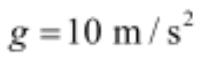 g = 10 m / s²